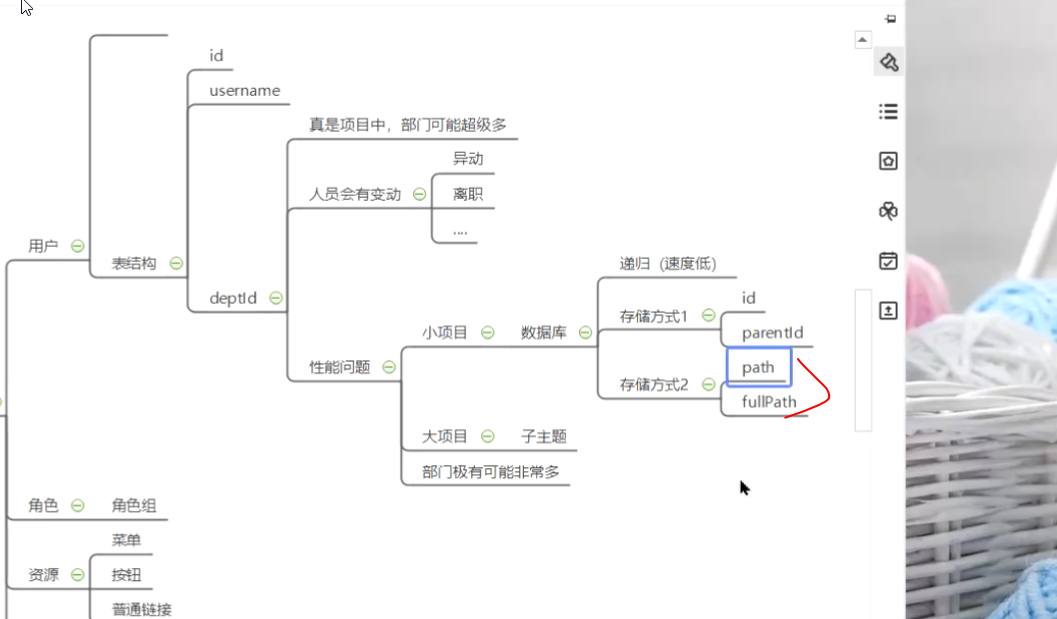 id
username
真是项目中，部门可能超级多
异动
人员会有变动
离职
....
用户
表结构
递归（速度低）
deptId
id
存储方式1
小项目
数据库
parentId
性能问题
path
存储方式2
fullPath
大项目
子主题
部门极有可能非常多
角色
角色组
菜单
资源
按钮
普通链接